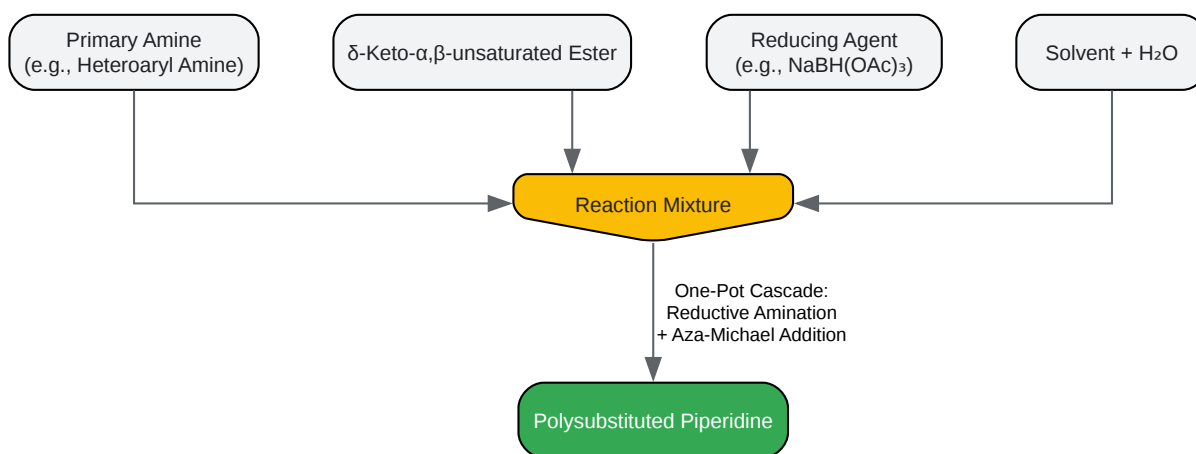 Primary Amine
(e.g., Heteroaryl Amine)
δ-Keto-α,β-unsaturated Ester
Reducing Agent
(e.g., NaBH(OAc)₃)
Solvent + H₂O
Reaction Mixture
One-Pot Cascade:
Reductive Amination
+ Aza-Michael Addition
Polysubstituted Piperidine